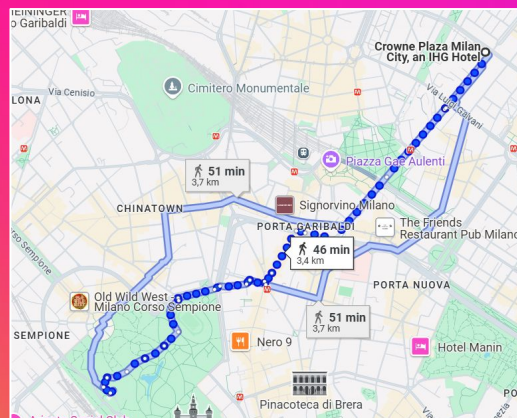 MEININGER
o Garibaldi
Crowne Plaza Milan
City, an IHG Hotel
Cimitero Monumentale
Via Cenisio
LONA
Via Luigi Galvani
Piazza Gae Aulenti
51 min
3,7 km
CHINATOWN
Signorvino Milano
PORTA GARIBALDI
The Friends
Restaurant Pub Milano
46 min
3,4 km
Corso Sempione
PORTA NUOVA
Old Wild West -
Milano Corso Sempione
51 min
3,7 km
SEMPIONE
Nero 9
Hotel Manin
Pinacoteca di Brera